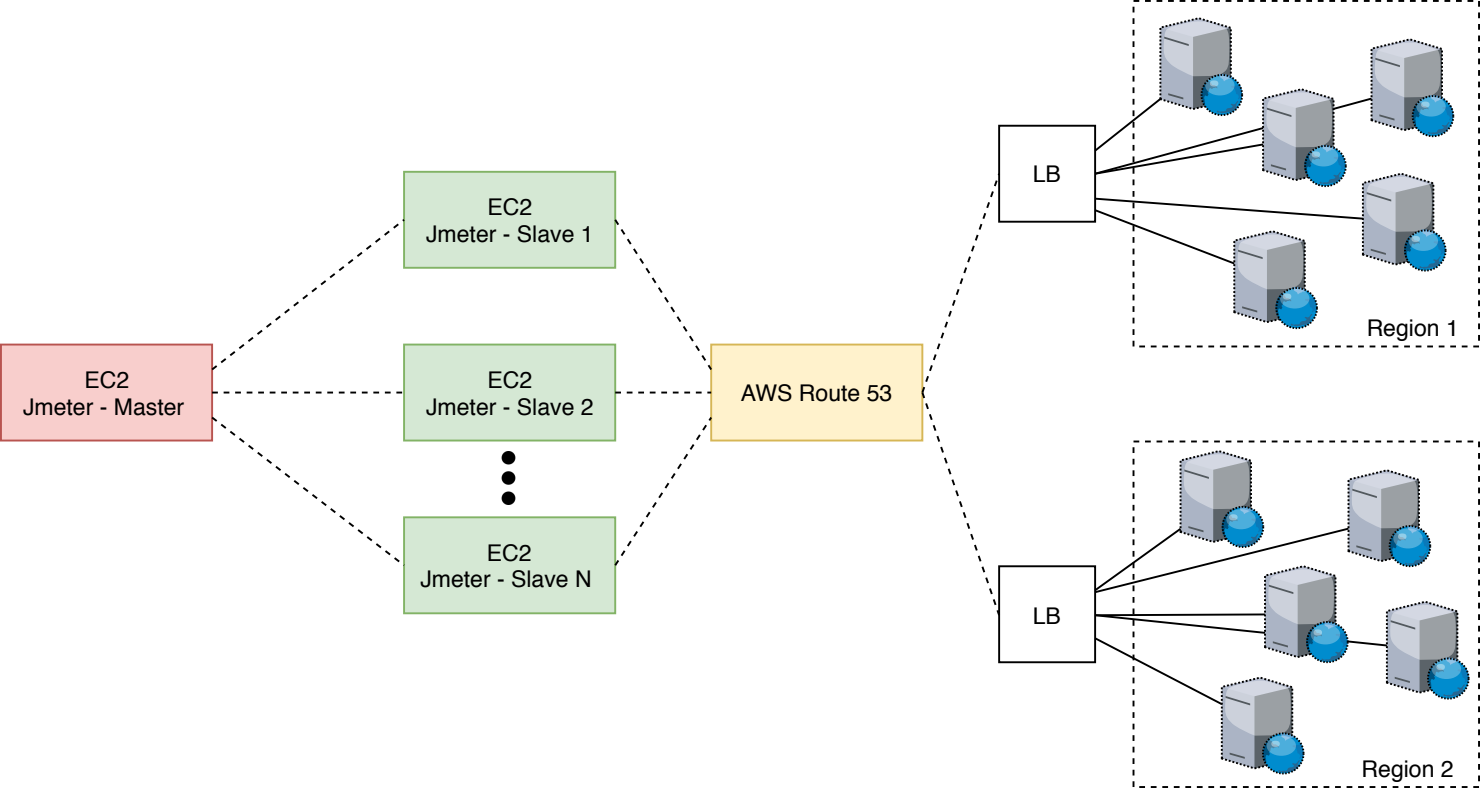 EC2
Jmeter - Master
EC2
Jmeter - Slave 1
EC2
Jmeter - Slave 2
EC2
Jmeter - Slave N
AWS Route 53
LB
Region 1
LB
Region 2